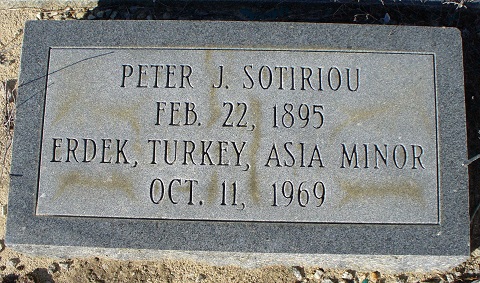 PETER J. SOTIRIOU
FEB. 22, 1895
ERDEK, TURKEY, ASIA MINOR
OCT. 11, 1969